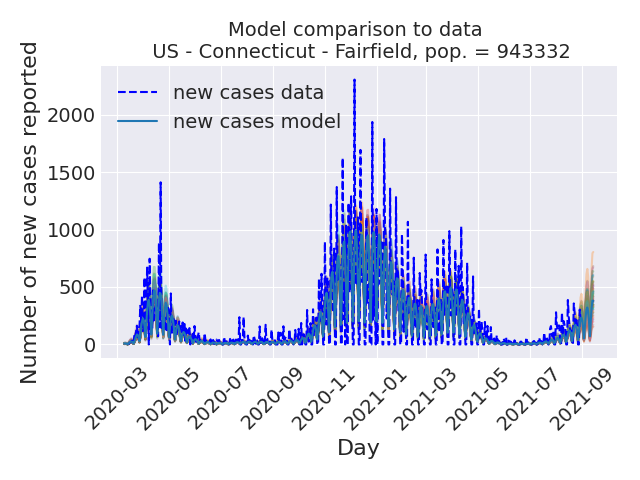 Model comparison to data
US - Connecticut - Fairfield, pop. = 943332
Number of new cases reported
new cases data
new cases model
2000
1500
1000
500
0
2020-03
2020-05
2020-07
2020-09
2020-11
2021-01
2021-03
2021-05
2021-07
2021-09
Day